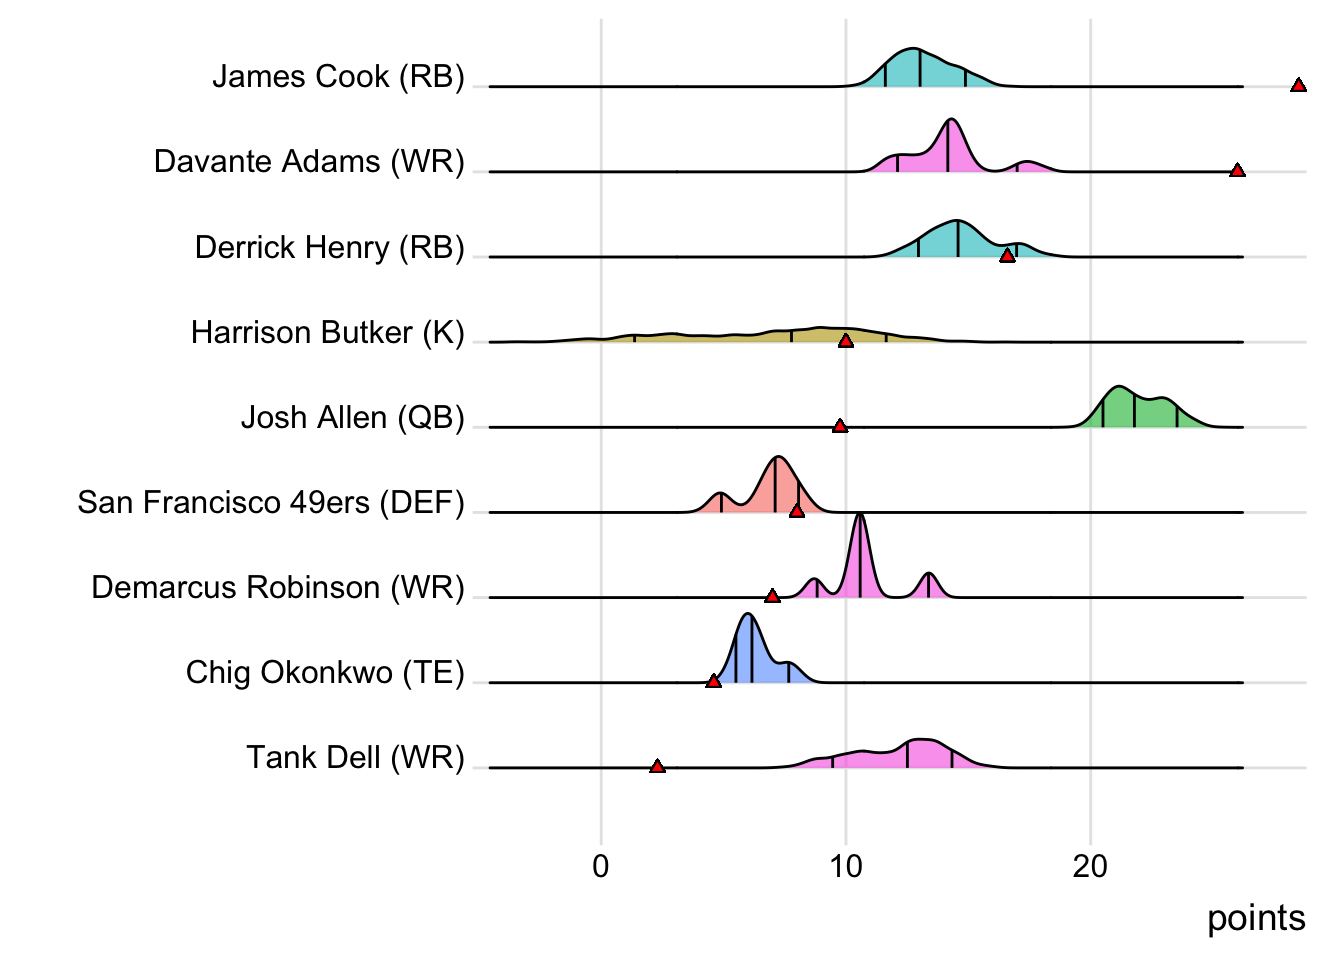 James Cook (RB)
Davante Adams (WR)
Derrick Henry (RB)
Harrison Butker (K)
Josh Allen (QB)
San Francisco 49ers (DEF)
Demarcus Robinson (WR)
Chig Okonkwo (TE)
Tank Dell (WR)
0 10 20
points